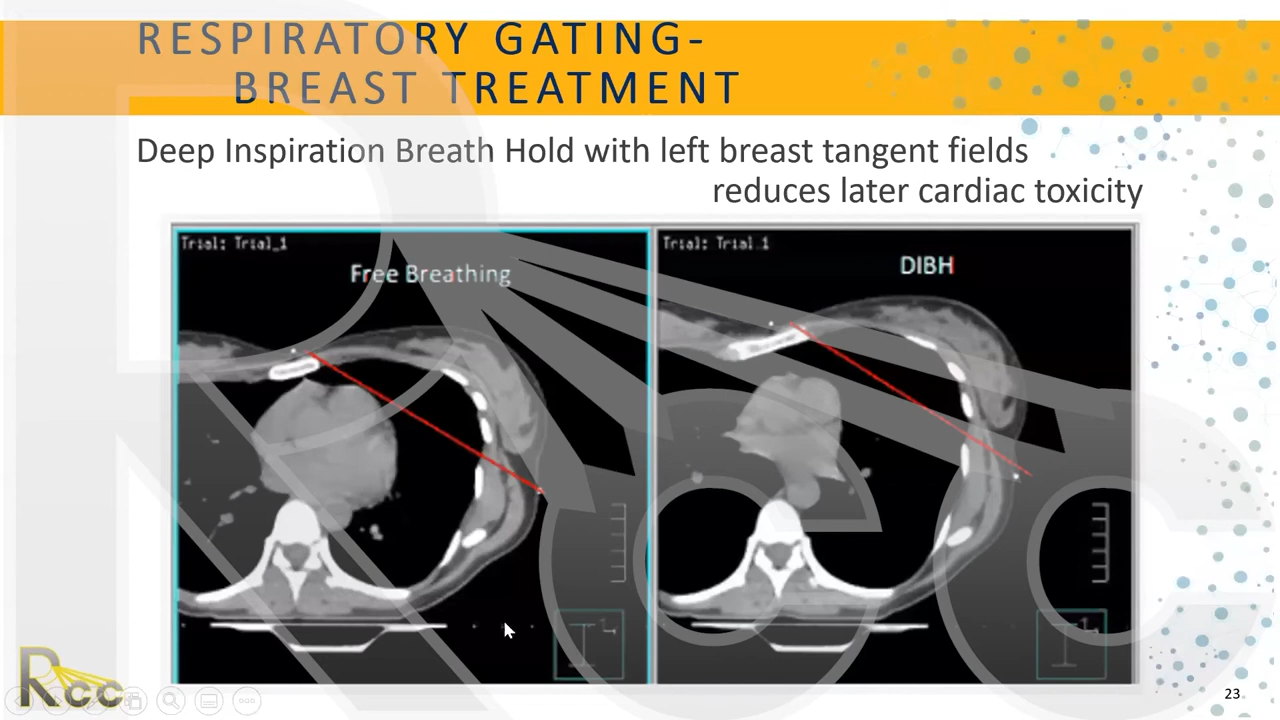 RESPIRATORY GATING-
BREAST TREATMENT
Deep Inspiration Breath Hold with left breast tangent fields
reduces later cardiac toxicity
Trial: Trial_1
Free Breathing
Trial: Trial_1
DIBH
Rcc
23